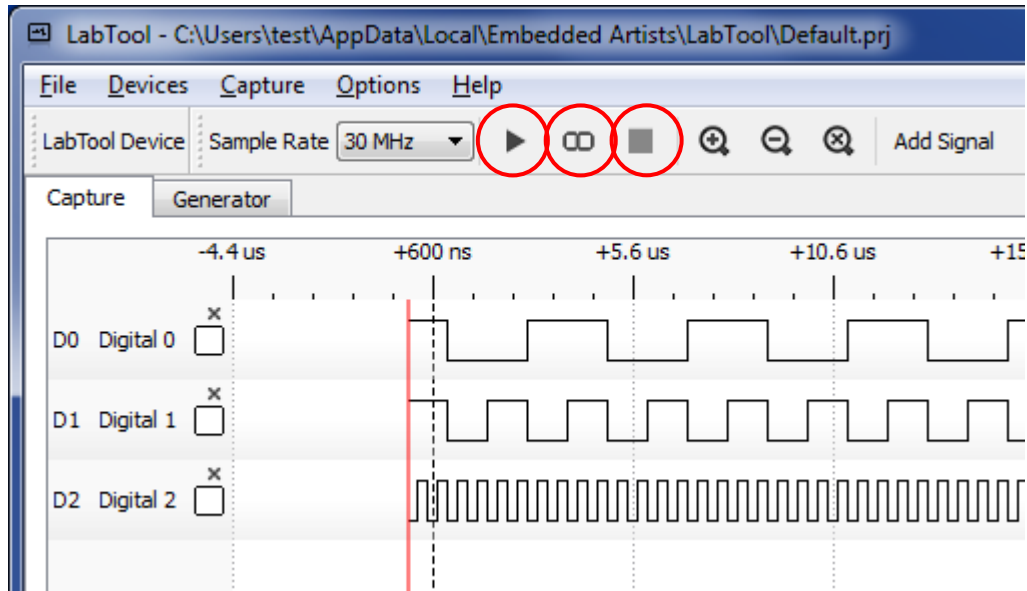 LabTool - C:\Users\test\AppData\Local\Embedded Artists\LabTool\Default.prj
File Devices Capture Options Help
LabTool Device Sample Rate 30 MHz Add Signal
Capture Generator
-4.4 us +600 ns +5.6 us +10.6 us +15
D0 Digital 0
D1 Digital 1
D2 Digital 2